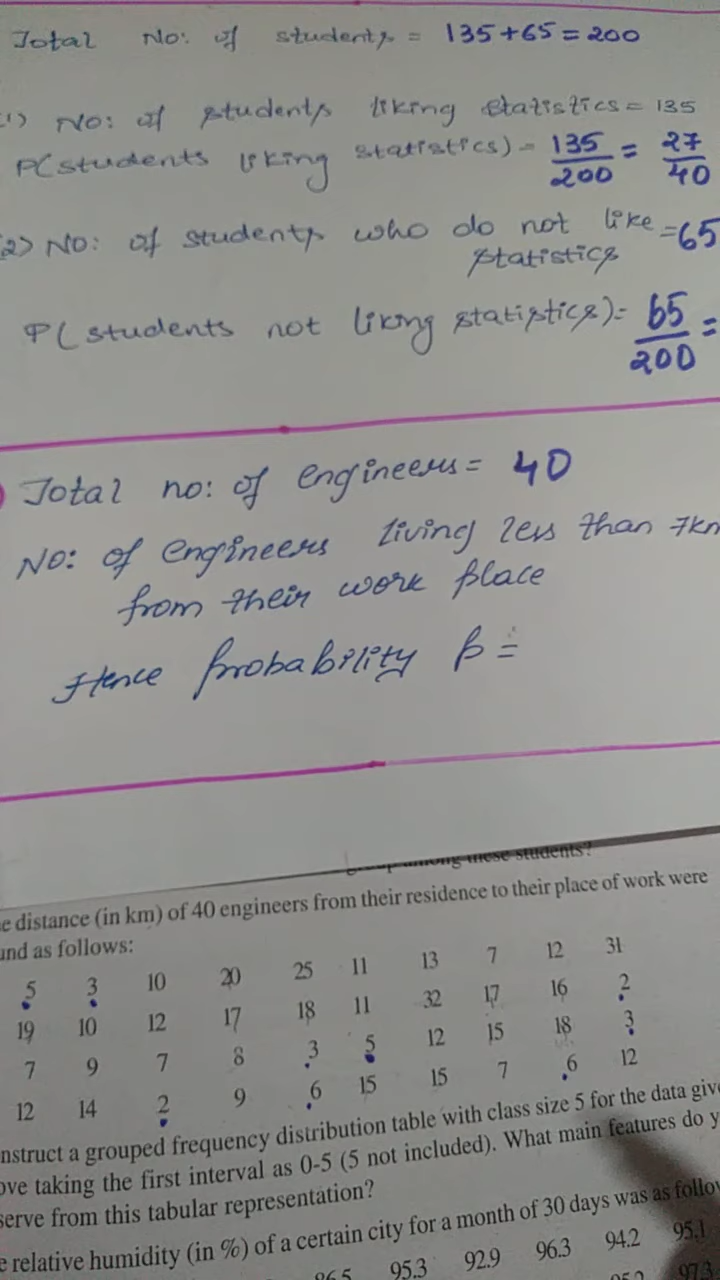 Total No: of students = 135+65=200
1) No: of students liking statistics = 135
P(students liking statistics) = 135/200 = 27/40
2) No: of students who do not like statistics = 65
P(students not liking statistics) = 65/200 =
Total no: of engineers = 40
No: of engineers living less than 7km
from their work place
Hence probability p =
among these students?
distance (in km) of 40 engineers from their residence to their place of work were
as follows:
5 3 10 20 25 11 13 7 12 31
19 10 12 17 18 11 32 17 16 2
7 9 7 8 3 5 12 15 18 3
12 14 2 9 6 15 15 7 6 12
nstruct a grouped frequency distribution table with class size 5 for the data give
ove taking the first interval as 0-5 (5 not included). What main features do y
serve from this tabular representation?
e relative humidity (in %) of a certain city for a month of 30 days was as follow
95.3 92.9 96.3 94.2 95.1